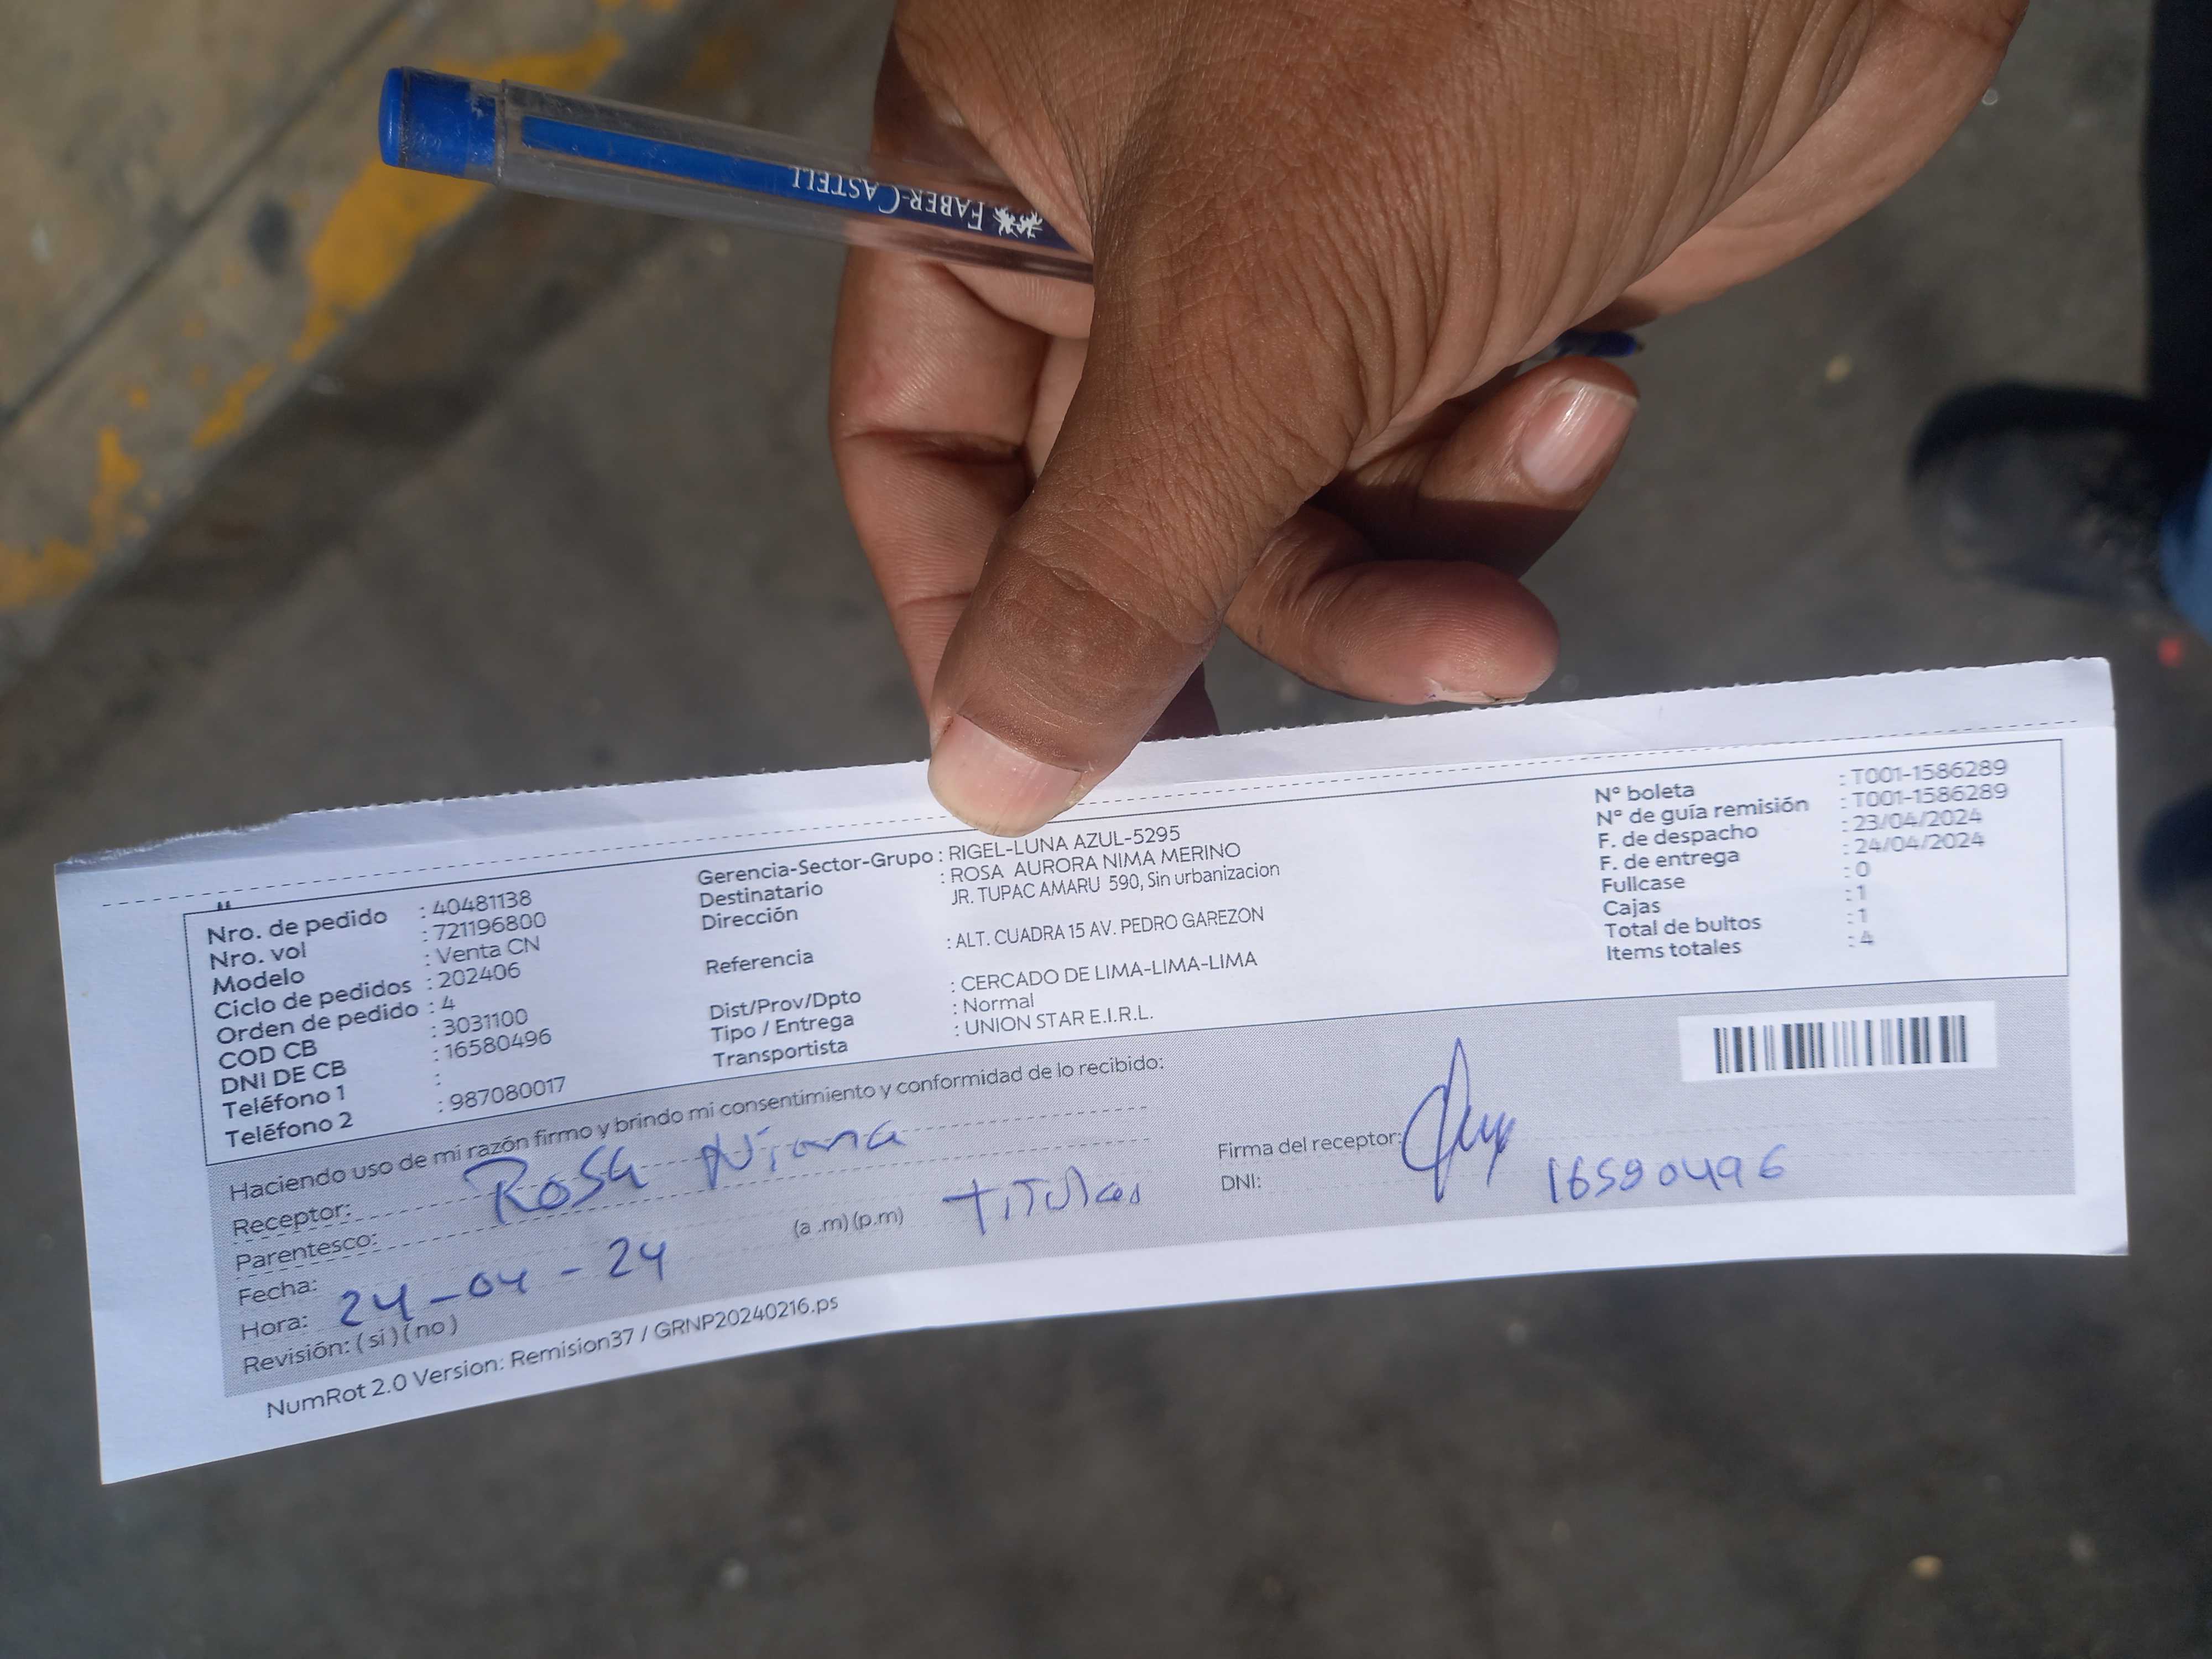 FABER-CASTELL
Nro. de pedido : 40481138
Nro. vol : 721196800
Modelo : Venta CN
Ciclo de pedidos : 202406
Orden de pedido : 4
COD CB : 3031100
DNI DE CB : 16580496
Teléfono 1 :
Teléfono 2 : 987080017
Gerencia-Sector-Grupo : RIGEL-LUNA AZUL-5295
Destinatario : ROSA AURORA NIMA MERINO
Dirección JR. TUPAC AMARU 590, Sin urbanizacion
Referencia : ALT. CUADRA 15 AV. PEDRO GAREZON
Dist/Prov/Dpto : CERCADO DE LIMA-LIMA-LIMA
Tipo / Entrega : Normal
Transportista : UNION STAR E.I.R.L.
N° boleta : T001-1586289
N° de guía remisión : T001-1586289
F. de despacho : 23/04/2024
F. de entrega : 24/04/2024
Fullcase : 0
Cajas : 1
Total de bultos : 1
Items totales : 4
Haciendo uso de mi razón firmo y brindo mi consentimiento y conformidad de lo recibido:
Receptor: Rosa Nima
Parentesco: Titular
Fecha: 24-04-24
Hora: (a .m) (p.m)
Revisión: ( si ) ( no )
Firma del receptor:
DNI: 16580496
NumRot 2.0 Version: Remision37 / GRNP20240216.ps